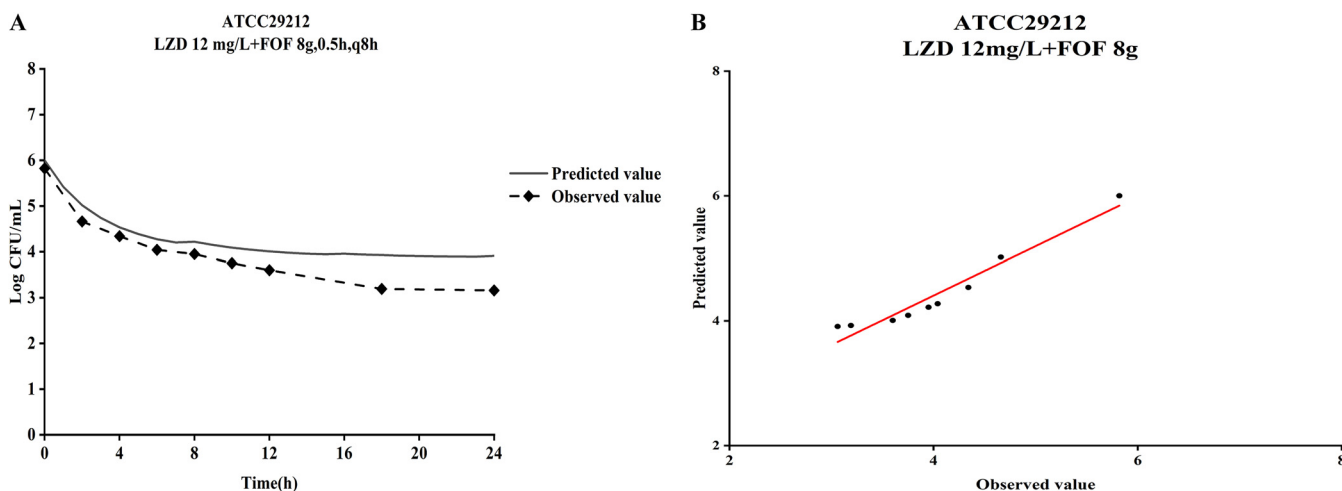 A
ATCC29212
LZD 12 mg/L+FOF 8g,0.5h,q8h
8
7
6
5
4
3
2
1
0
Log CFU/mL
0 4 8 12 16 20 24
Time(h)
Predicted value
Observed value
B
ATCC29212
LZD 12mg/L+FOF 8g
8
6
4
2
Predicted value
2 4 6 8
Observed value